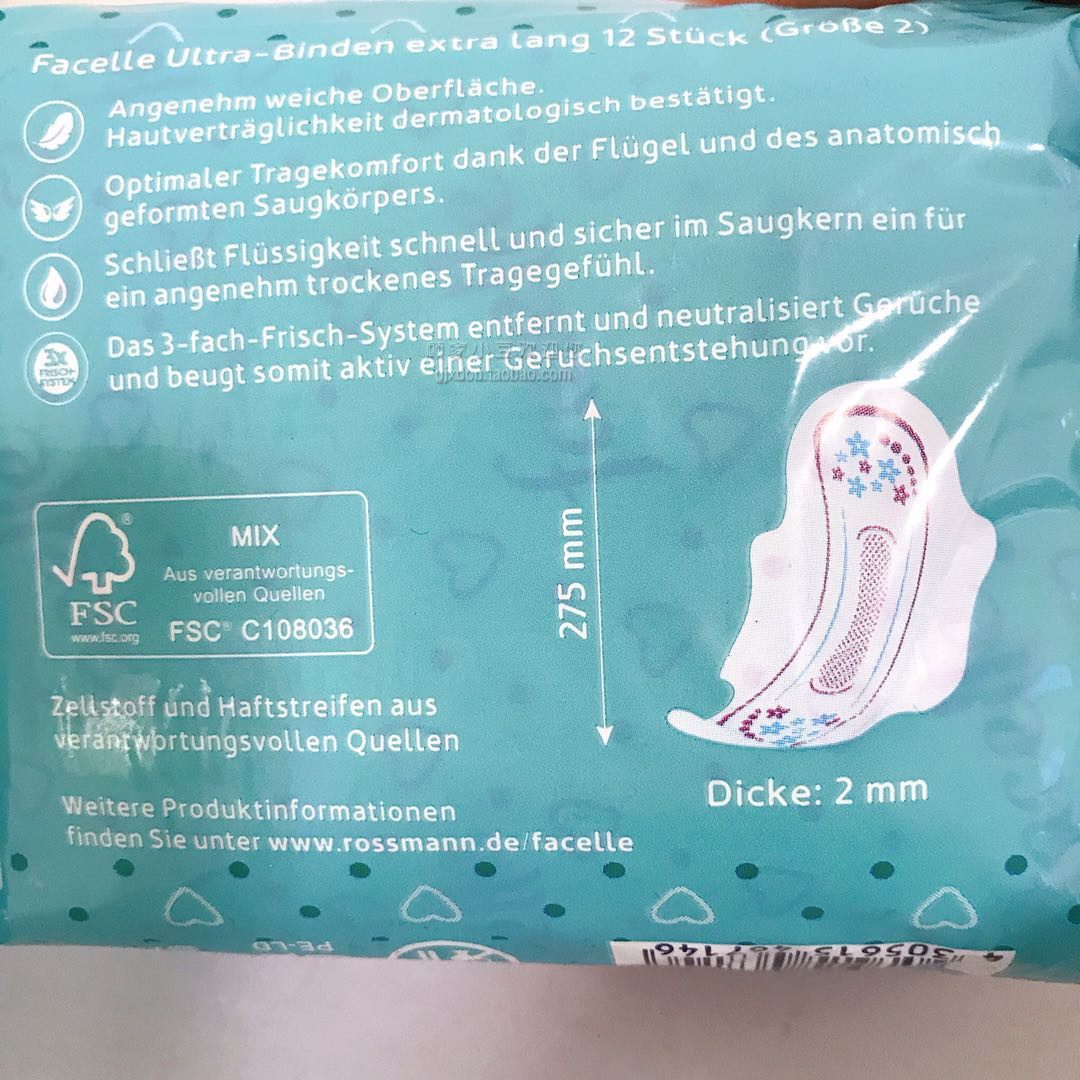 Facelle Ultra-Binden extra lang 12 Stück (Größe 2)
Angenehm weiche Oberfläche.
Hautverträglichkeit dermatologisch bestätigt.
Optimaler Tragekomfort dank der Flügel und des anatomisch
geformten Saugkörpers.
Schließt Flüssigkeit schnell und sicher im Saugkern ein für
ein angenehm trockenes Tragegefühl.
3X
FRISCH-
SYSTEM
Das 3-fach-Frisch-System entfernt und neutralisiert Gerüche
und beugt somit aktiv einer Geruchsentstehung vor.
275 mm
FSC®
www.fsc.org
MIX
Aus verantwortungs-
vollen Quellen
FSC® C108036
Zellstoff und Haftstreifen aus
verantwortungsvollen Quellen
Dicke: 2 mm
Weitere Produktinformationen
finden Sie unter www.rossmann.de/facelle
PE-LD